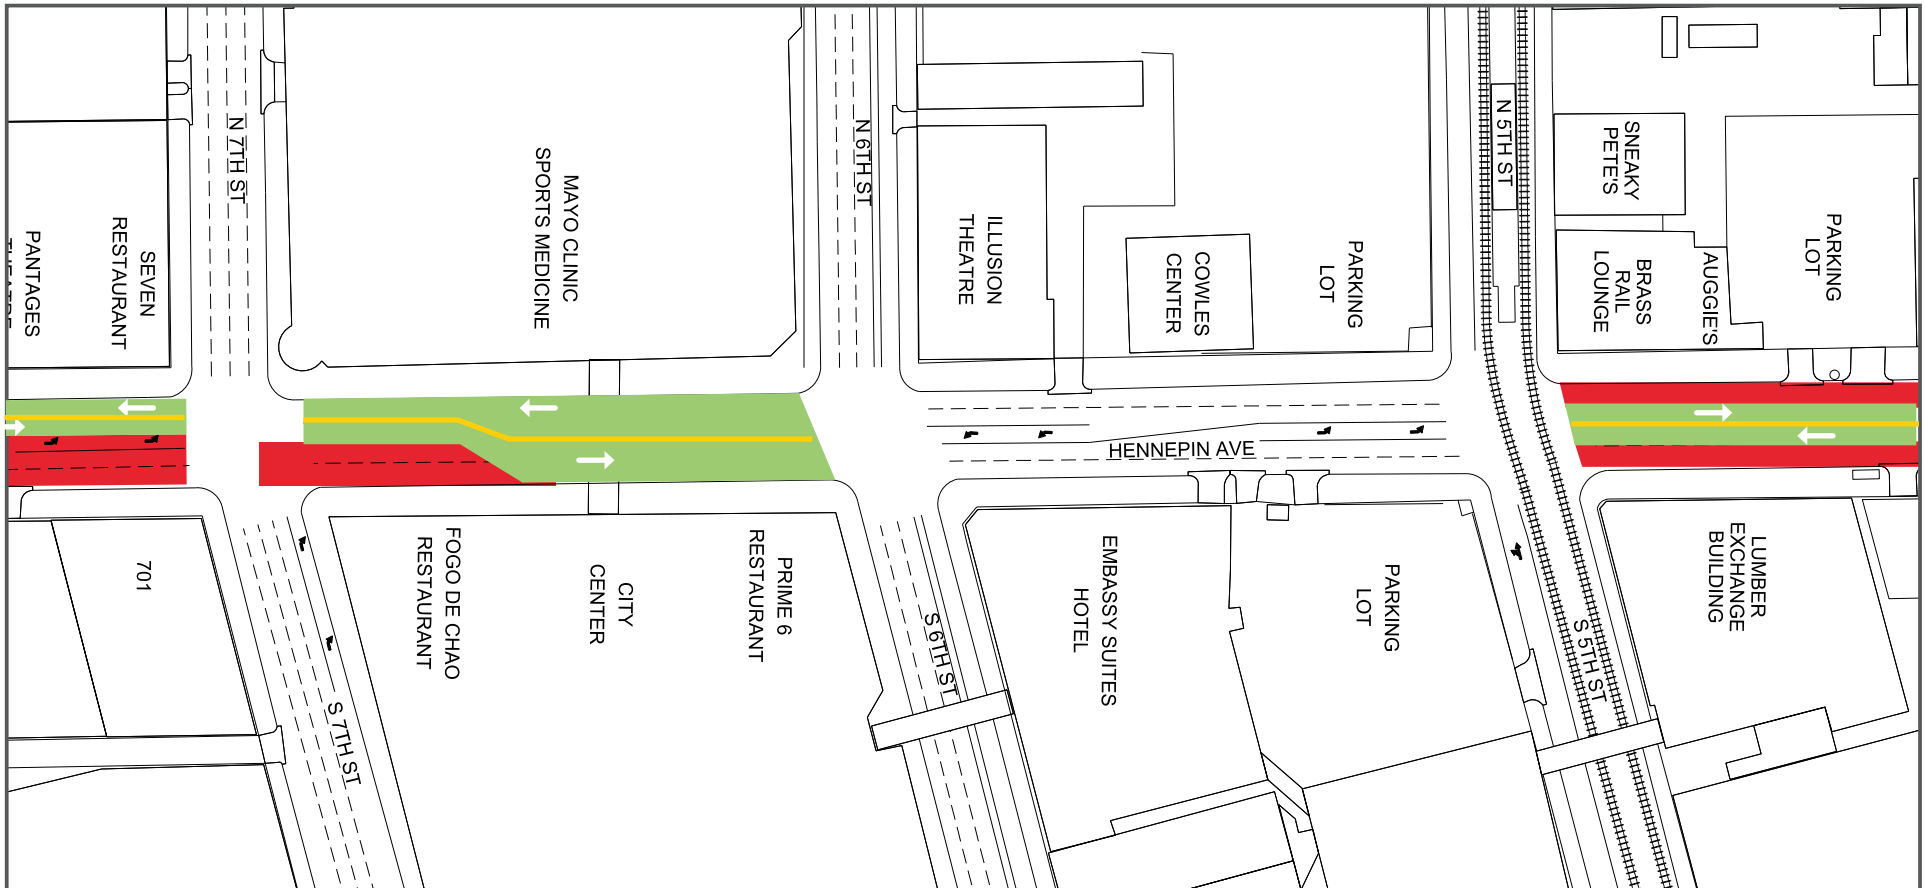 N 7TH ST
MAYO CLINIC
SPORTS MEDICINE
N 6TH ST
ILLUSION
THEATRE
COWLES
CENTER
PARKING
LOT
N 5TH ST
SNEAKY
PETE'S
BRASS
RAIL
LOUNGE
AUGGIE'S
PARKING
LOT
SEVEN
RESTAURANT
PANTAGES
THEATRE
HENNEPIN AVE
701
S 7TH ST
FOGO DE CHAO
RESTAURANT
CITY
CENTER
PRIME 6
RESTAURANT
S 6TH ST
EMBASSY SUITES
HOTEL
PARKING
LOT
S 5TH ST
LUMBER
EXCHANGE
BUILDING